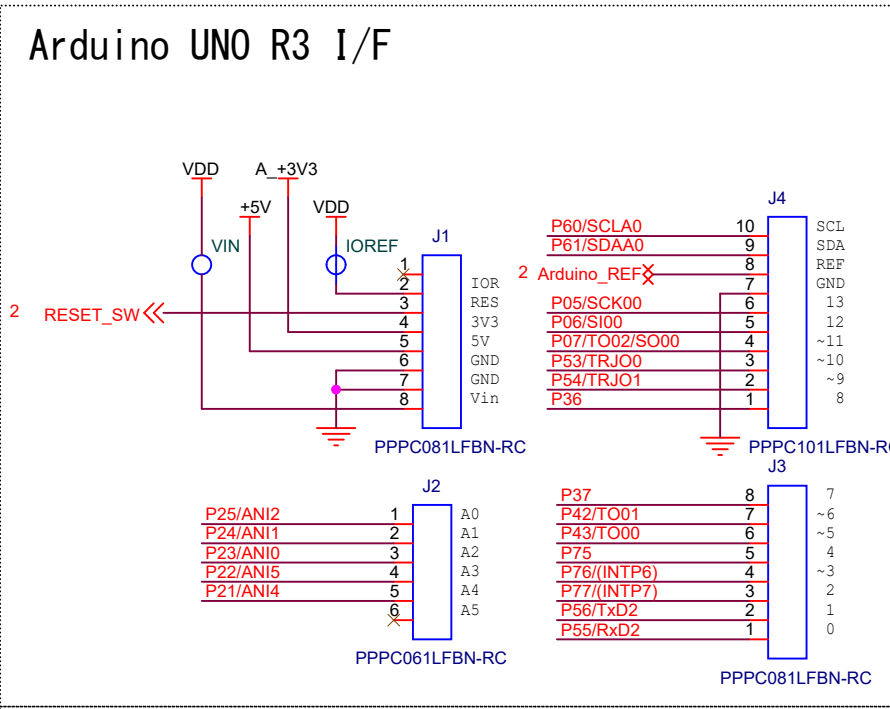 Arduino UNO R3 I/F
VDD A_+3V3
+5V VDD
VIN IOREF J1
1
2 IOR
2 RESET_SW 3 RES
4 3V3
5 5V
6 GND
7 GND
8 Vin
PPPC081LFBN-RC
J4
P60/SCLA0 10 SCL
P61/SDAA0 9 SDA
2 Arduino_REF 8 REF
7 GND
P05/SCK00 6 13
P06/SI00 5 12
P07/TO02/SO00 4 ~11
P53/TRJO0 3 ~10
P54/TRJO1 2 ~9
P36 1 8
PPPC101LFBN-RC
J2
P25/ANI2 1 A0
P24/ANI1 2 A1
P23/ANI0 3 A2
P22/ANI5 4 A3
P21/ANI4 5 A4
6 A5
PPPC061LFBN-RC
J3
P37 8 7
P42/TO01 7 ~6
P43/TO00 6 ~5
P75 5 4
P76/(INTP6) 4 ~3
P77/(INTP7) 3 2
P56/TxD2 2 1
P55/RxD2 1 0
PPPC081LFBN-RC